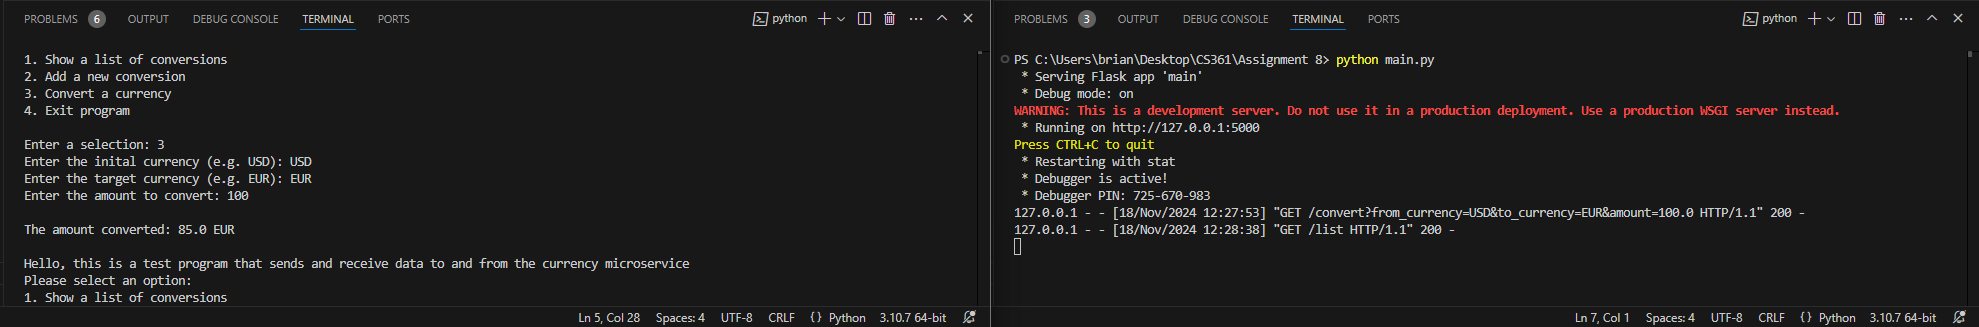 PROBLEMS 6 OUTPUT DEBUG CONSOLE TERMINAL PORTS python
1. Show a list of conversions
2. Add a new conversion
3. Convert a currency
4. Exit program
Enter a selection: 3
Enter the inital currency (e.g. USD): USD
Enter the target currency (e.g. EUR): EUR
Enter the amount to convert: 100
The amount converted: 85.0 EUR
Hello, this is a test program that sends and receive data to and from the currency microservice
Please select an option:
1. Show a list of conversions
Ln 5, Col 28 Spaces: 4 UTF-8 CRLF {} Python 3.10.7 64-bit
PROBLEMS 3 OUTPUT DEBUG CONSOLE TERMINAL PORTS python
PS C:\Users\brian\Desktop\CS361\Assignment 8> python main.py
* Serving Flask app 'main'
* Debug mode: on
WARNING: This is a development server. Do not use it in a production deployment. Use a production WSGI server instead.
* Running on http://127.0.0.1:5000
Press CTRL+C to quit
* Restarting with stat
* Debugger is active!
* Debugger PIN: 725-670-983
127.0.0.1 - - [18/Nov/2024 12:27:53] "GET /convert?from_currency=USD&to_currency=EUR&amount=100.0 HTTP/1.1" 200 -
127.0.0.1 - - [18/Nov/2024 12:28:38] "GET /list HTTP/1.1" 200 -
Ln 7, Col 1 Spaces: 4 UTF-8 CRLF {} Python 3.10.7 64-bit